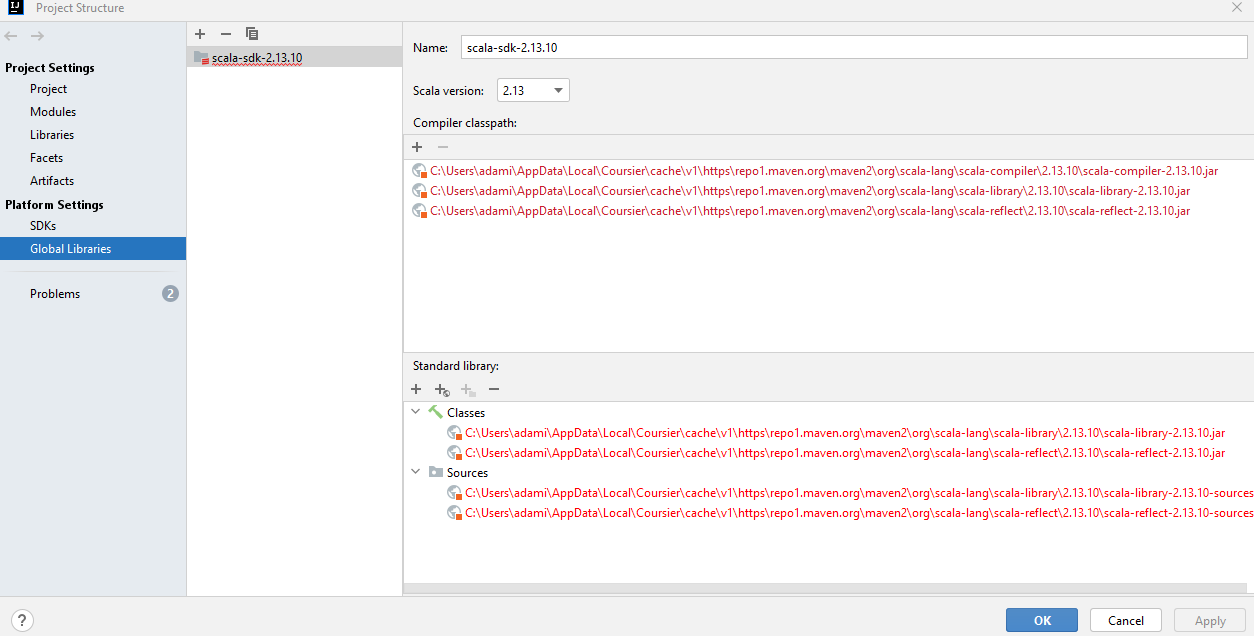 IJ Project Structure
Project Settings
Project
Modules
Libraries
Facets
Artifacts
Platform Settings
SDKs
Global Libraries
Problems 2
scala-sdk-2.13.10
Name: scala-sdk-2.13.10
Scala version: 2.13
Compiler classpath:
C:\Users\adami\AppData\Local\Coursier\cache\v1\https\repo1.maven.org\maven2\org\scala-lang\scala-compiler\2.13.10\scala-compiler-2.13.10.jar
C:\Users\adami\AppData\Local\Coursier\cache\v1\https\repo1.maven.org\maven2\org\scala-lang\scala-library\2.13.10\scala-library-2.13.10.jar
C:\Users\adami\AppData\Local\Coursier\cache\v1\https\repo1.maven.org\maven2\org\scala-lang\scala-reflect\2.13.10\scala-reflect-2.13.10.jar
Standard library:
Classes
C:\Users\adami\AppData\Local\Coursier\cache\v1\https\repo1.maven.org\maven2\org\scala-lang\scala-library\2.13.10\scala-library-2.13.10.jar
C:\Users\adami\AppData\Local\Coursier\cache\v1\https\repo1.maven.org\maven2\org\scala-lang\scala-reflect\2.13.10\scala-reflect-2.13.10.jar
Sources
C:\Users\adami\AppData\Local\Coursier\cache\v1\https\repo1.maven.org\maven2\org\scala-lang\scala-library\2.13.10\scala-library-2.13.10-sources
C:\Users\adami\AppData\Local\Coursier\cache\v1\https\repo1.maven.org\maven2\org\scala-lang\scala-reflect\2.13.10\scala-reflect-2.13.10-sources
? OK Cancel Apply